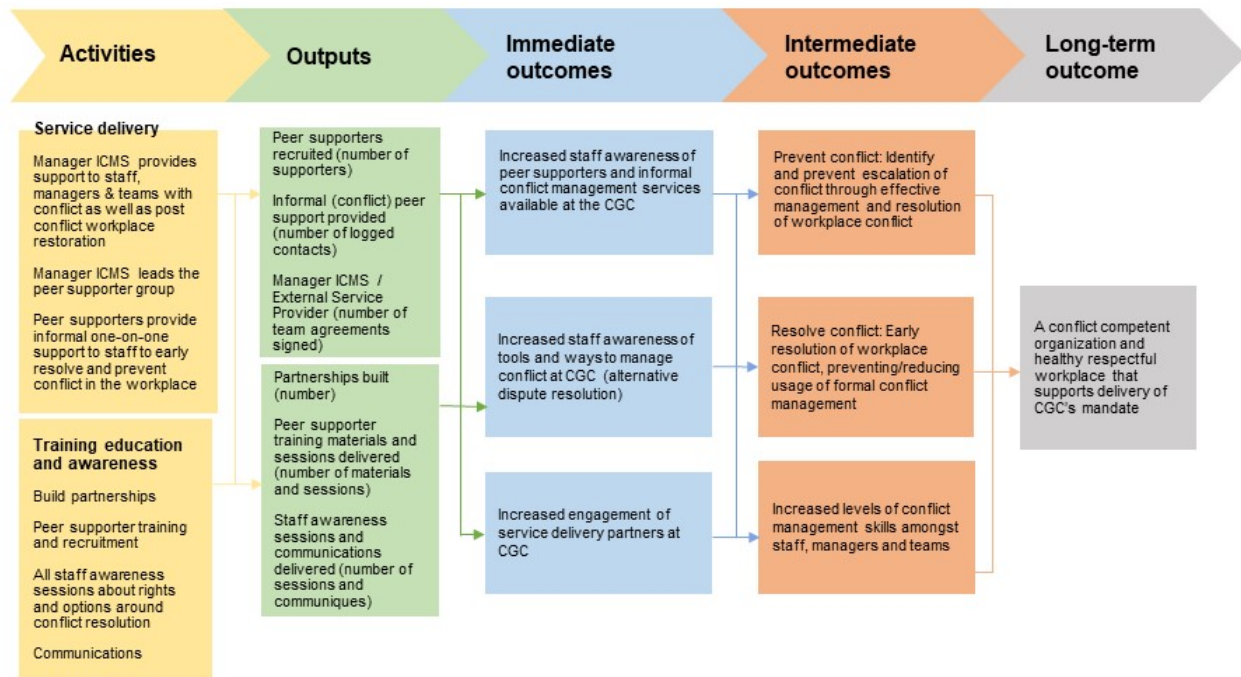 Activities
Outputs
Immediate
outcomes
Intermediate
outcomes
Long-term
outcome
Service delivery
Manager ICMS provides
support to staff,
managers & teams with
conflict as well as post
conflict workplace
restoration
Manager ICMS leads the
peer supporter group
Peer supporters provide
informal one-on-one
support to staff to early
resolve and prevent
conflict in the workplace
Training education
and awareness
Build partnerships
Peer supporter training
and recruitment
All staff awareness
sessions about rights
and options around
conflict resolution
Communications
Peer supporters
recruited (number of
supporters)
Informal (conflict) peer
support provided
(number of logged
contacts)
Manager ICMS /
External Service
Provider (number of
team agreements
signed)
Partnerships built
(number)
Peer supporter
training materials and
sessions delivered
(number of materials
and sessions)
Staff awareness
sessions and
communications
delivered (number of
sessions and
communiques)
Increased staff awareness of
peer supporters and informal
conflict management services
available at the CGC
Increased staff awareness of
tools and ways to manage
conflict at CGC (alternative
dispute resolution)
Increased engagement of
service delivery partners at
CGC
Prevent conflict: Identify
and prevent escalation of
conflict through effective
management and resolution
of workplace conflict
Resolve conflict: Early
resolution of workplace
conflict, preventing/reducing
usage of formal conflict
management
Increased levels of conflict
management skills amongst
staff, managers and teams
A conflict competent
organization and
healthy respectful
workplace that
supports delivery of
CGC's mandate